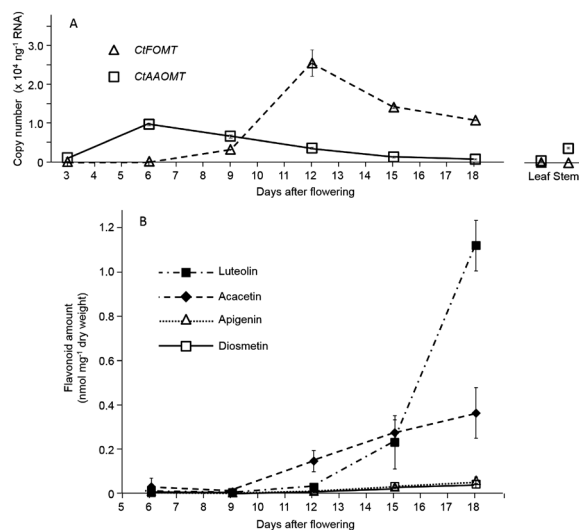 A
CtFOMT
CtAAOMT
Copy number (x 10⁴ ng⁻¹ RNA)
3.0
2.0
1.0
0
3 4 5 6 7 8 9 10 11 12 13 14 15 16 17 18
Leaf Stem
Days after flowering
B
Luteolin
Acacetin
Apigenin
Diosmetin
Flavonoid amount
(nmol mg⁻¹ dry weight)
1.2
1.0
0.8
0.6
0.4
0.2
0
5 6 7 8 9 10 11 12 13 14 15 16 17 18
Days after flowering